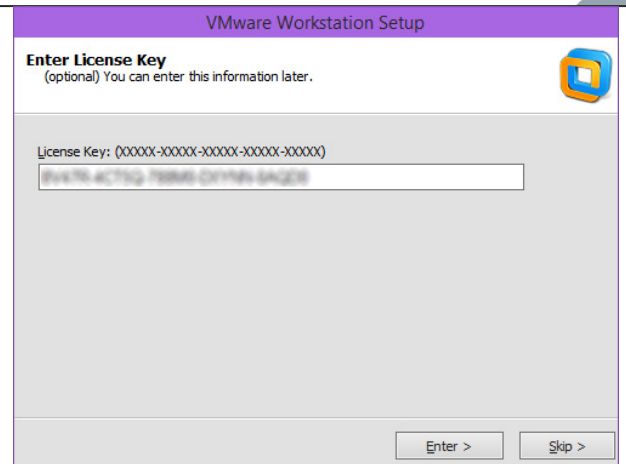 VMware Workstation Setup
Enter License Key
(optional) You can enter this information later.
License Key: (XXXXX-XXXXX-XXXXX-XXXXX-XXXXX)
Enter >
Skip >